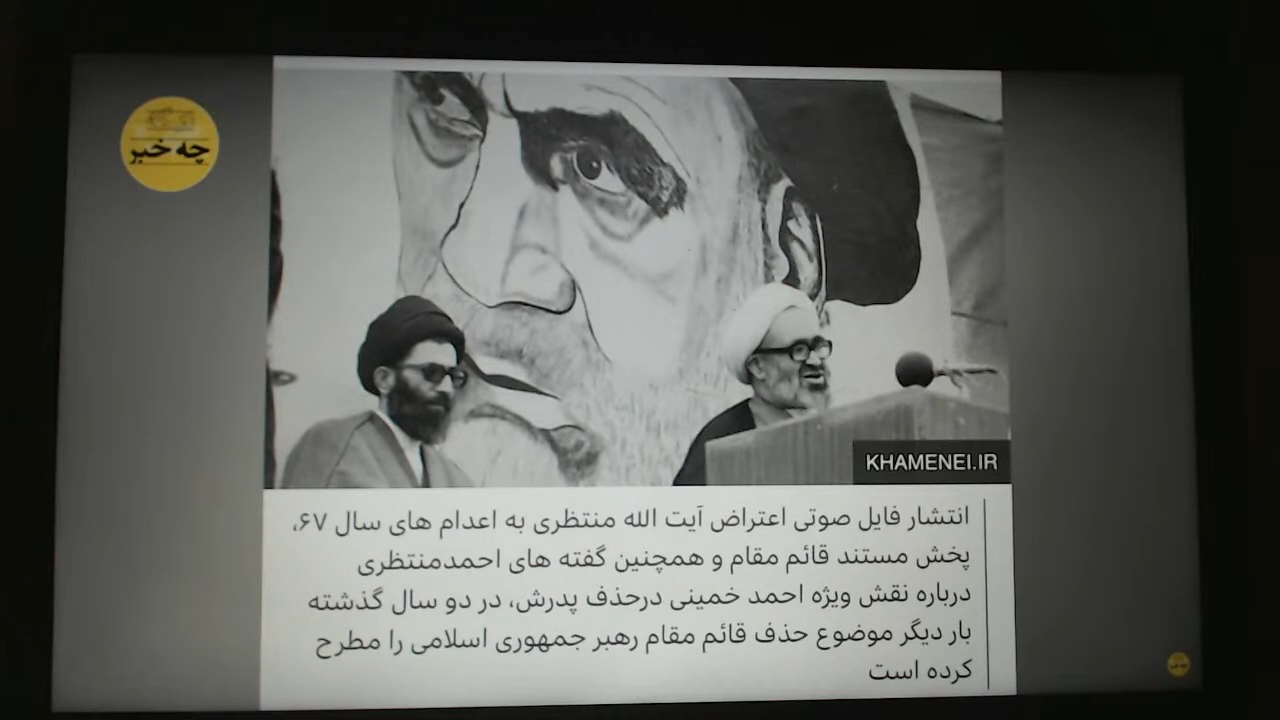 چه خبر
KHAMENEI.IR
انتشار فایل صوتی اعتراض آیت الله منتظری به اعدام های سال ۶۷،
پخش مستند قائم مقام و همچنین گفته های احمدمنتظری
درباره نقش ویژه احمد خمینی درحذف پدرش، در دو سال گذشته
بار دیگر موضوع حذف قائم مقام رهبر جمهوری اسلامی را مطرح
کرده است